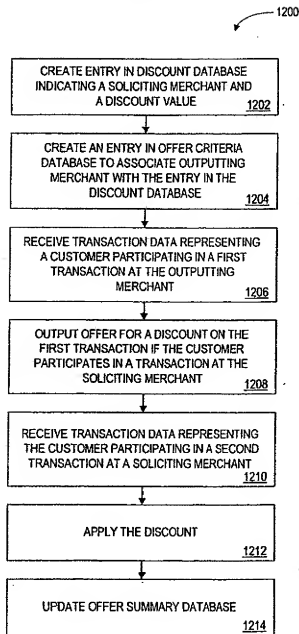 1200
CREATE ENTRY IN DISCOUNT DATABASE
INDICATING A SOLICITING MERCHANT AND
A DISCOUNT VALUE
1202
CREATE AN ENTRY IN OFFER CRITERIA
DATABASE TO ASSOCIATE OUTPUTTING
MERCHANT WITH THE ENTRY IN THE
DISCOUNT DATABASE
1204
RECEIVE TRANSACTION DATA REPRESENTING
A CUSTOMER PARTICIPATING IN A FIRST
TRANSACTION AT THE OUTPUTTING
MERCHANT
1206
OUTPUT OFFER FOR A DISCOUNT ON THE
FIRST TRANSACTION IF THE CUSTOMER
PARTICIPATES IN A TRANSACTION AT THE
SOLICITING MERCHANT
1208
RECEIVE TRANSACTION DATA REPRESENTING
THE CUSTOMER PARTICIPATING IN A SECOND
TRANSACTION AT A SOLICITING MERCHANT
1210
APPLY THE DISCOUNT
1212
UPDATE OFFER SUMMARY DATABASE
1214